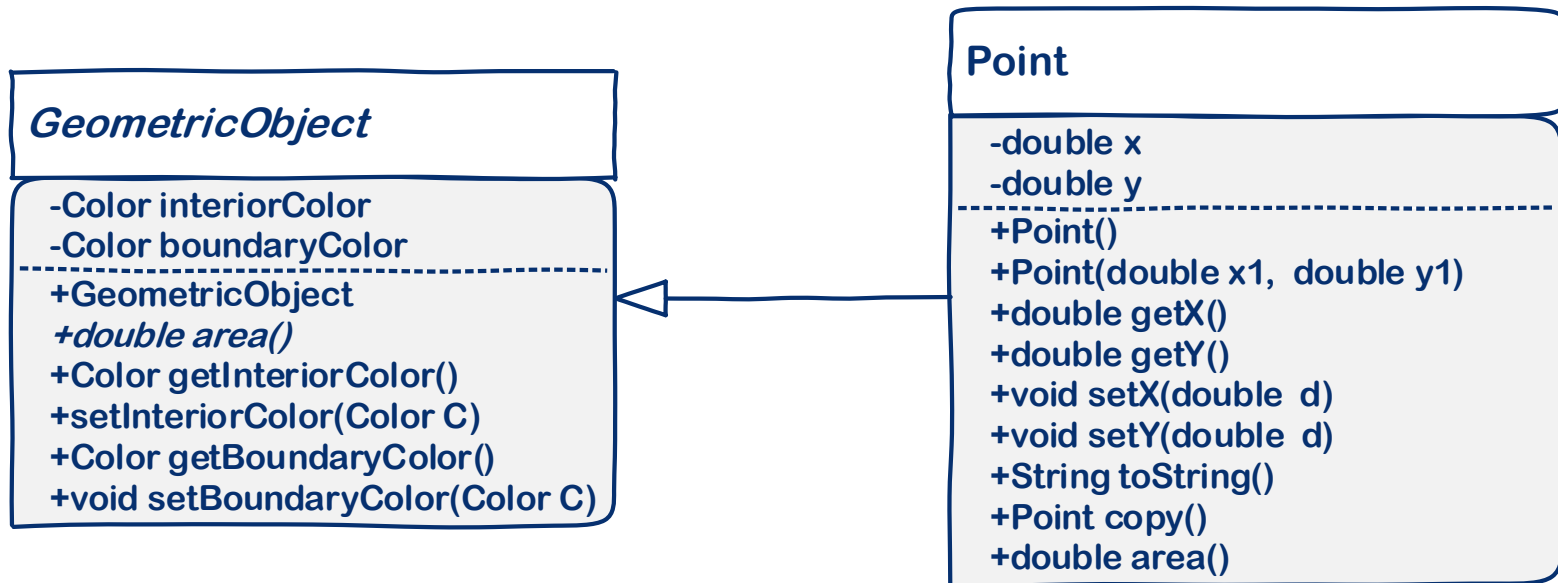 GeometricObject
-Color interiorColor
-Color boundaryColor
+GeometricObject
+double area()
+Color getInteriorColor()
+setInteriorColor(Color C)
+Color getBoundaryColor()
+void setBoundaryColor(Color C)
Point
-double x
-double y
+Point()
+Point(double x1, double y1)
+double getX()
+double getY()
+void setX(double d)
+void setY(double d)
+String toString()
+Point copy()
+double area()